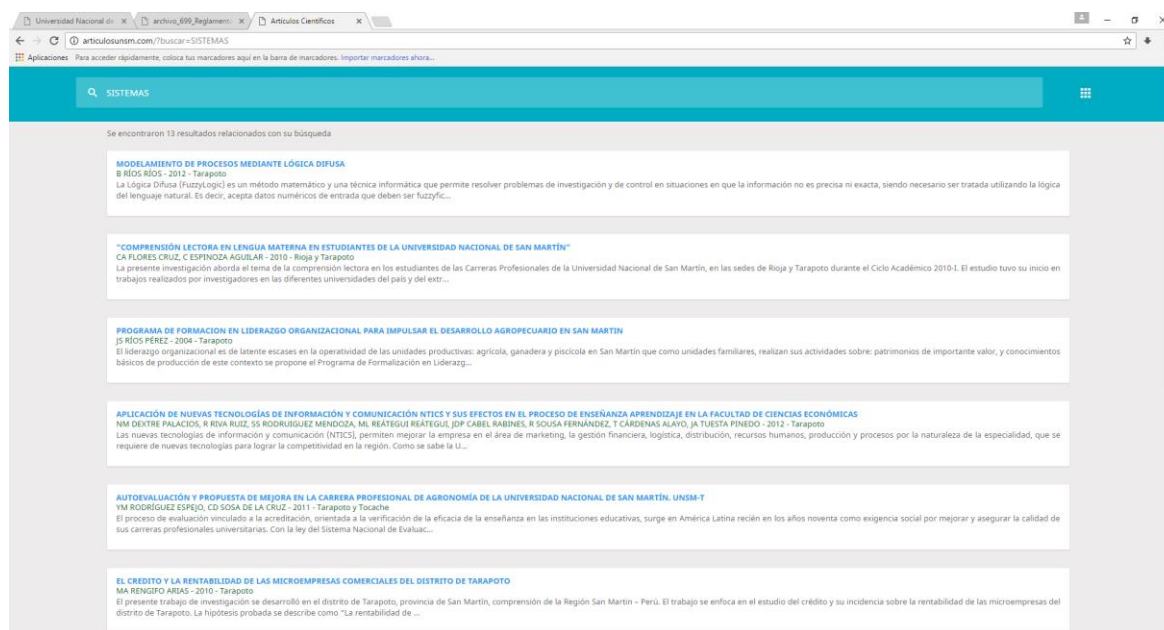 Universidad Nacional de
archivo_699_Reglamento
Artículos Científicos
articulosunsm.com/?buscar=SISTEMAS
Aplicaciones Para acceder rápidamente, coloca tus marcadores aquí en la barra de marcadores. Importar marcadores ahora...
SISTEMAS
Se encontraron 13 resultados relacionados con su búsqueda
MODELAMIENTO DE PROCESOS MEDIANTE LÓGICA DIFUSA
B RÍOS RÍOS - 2012 - Tarapoto
La Lógica Difusa (FuzzyLogic) es un método matemático y una técnica informática que permite resolver problemas de investigación y de control en situaciones en que la información no es precisa ni exacta, siendo necesario ser tratada utilizando la lógica
del lenguaje natural. Es decir, acepta datos numéricos de entrada que deben ser fuzzyfic...
"COMPRENSIÓN LECTORA EN LENGUA MATERNA EN ESTUDIANTES DE LA UNIVERSIDAD NACIONAL DE SAN MARTÍN"
CA FLORES CRUZ, C ESPINOZA AGUILAR - 2010 - Rioja y Tarapoto
La presente investigación aborda el tema de la comprensión lectora en los estudiantes de las Carreras Profesionales de la Universidad Nacional de San Martín, en las sedes de Rioja y Tarapoto durante el Ciclo Académico 2010-I. El estudio tuvo su inicio en
trabajos realizados por investigadores en las diferentes universidades del país y del extr...
PROGRAMA DE FORMACION EN LIDERAZGO ORGANIZACIONAL PARA IMPULSAR EL DESARROLLO AGROPECUARIO EN SAN MARTIN
JS RÍOS PÉREZ - 2004 - Tarapoto
El liderazgo organizacional es de latente escases en la operatividad de las unidades productivas: agrícola, ganadera y piscícola en San Martín que como unidades familiares, realizan sus actividades sobre: patrimonios de importante valor, y conocimientos
básicos de producción de este contexto se propone el Programa de Formalización en Liderazg...
APLICACIÓN DE NUEVAS TECNOLOGÍAS DE INFORMACIÓN Y COMUNICACIÓN NTICS Y SUS EFECTOS EN EL PROCESO DE ENSEÑANZA APRENDIZAJE EN LA FACULTAD DE CIENCIAS ECONÓMICAS
NM DEXTRE PALACIOS, R RIVA RUIZ, SS RODRUIGUEZ MENDOZA, ML REÁTEGUI REÁTEGUI, JDP CABEL RABINES, R SOUSA FERNÁNDEZ, T CÁRDENAS ALAYO, JA TUESTA PINEDO - 2012 - Tarapoto
Las nuevas tecnologías de información y comunicación (NTICS), permiten mejorar la empresa en el área de marketing, la gestión financiera, logística, distribución, recursos humanos, producción y procesos por la naturaleza de la especialidad, que se
requiere de nuevas tecnologías para lograr la competitividad en la región. Como se sabe la U...
AUTOEVALUACIÓN Y PROPUESTA DE MEJORA EN LA CARRERA PROFESIONAL DE AGRONOMÍA DE LA UNIVERSIDAD NACIONAL DE SAN MARTÍN. UNSM-T
YM RODRÍGUEZ ESPEJO, CD SOSA DE LA CRUZ - 2011 - Tarapoto y Tocache
El proceso de evaluación vinculado a la acreditación, orientada a la verificación de la eficacia de la enseñanza en las instituciones educativas, surge en América Latina recién en los años noventa como exigencia social por mejorar y asegurar la calidad de
sus carreras profesionales universitarias. Con la ley del Sistema Nacional de Evaluac...
EL CREDITO Y LA RENTABILIDAD DE LAS MICROEMPRESAS COMERCIALES DEL DISTRITO DE TARAPOTO
MA RENGIFO ARIAS - 2010 - Tarapoto
El presente trabajo de investigación se desarrolló en el distrito de Tarapoto, provincia de San Martín, comprensión de la Región San Martin – Perú. El trabajo se enfoca en el estudio del crédito y su incidencia sobre la rentabilidad de las microempresas del
distrito de Tarapoto. La hipótesis probada se describe como "La rentabilidad de ...